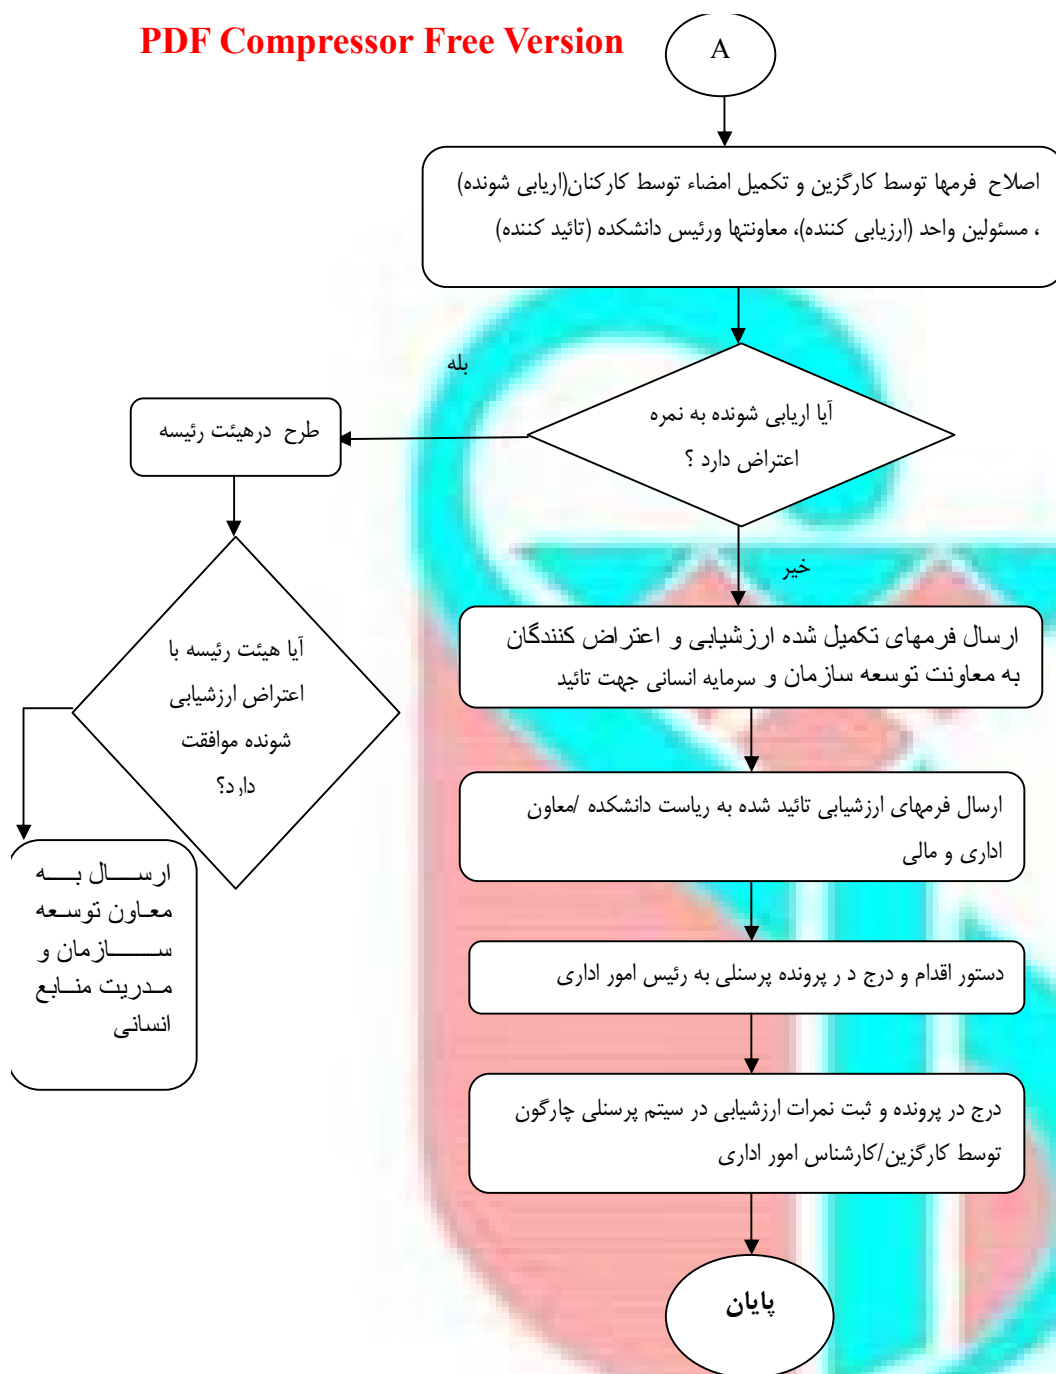 PDF Compressor Free Version
A
اصلاح فرمها توسط کارگزین و تکمیل امضاء توسط کارکنان(اریابی شونده)
، مسئولین واحد (ارزیابی کننده)، معاونتها ورئیس دانشکده (تائید کننده)
آیا اریابی شونده به نمره
اعتراض دارد ؟
بله
طرح درهیئت رئیسه
آیا هیئت رئیسه با
اعتراض ارزشیابی
شونده موافقت
دارد؟
ارسال به
معاون توسعه
سازمان و
مدریت منابع
انسانی
خیر
ارسال فرمهای تکمیل شده ارزشیابی و اعتراض کنندگان
به معاونت توسعه سازمان و سرمایه انسانی جهت تائید
ارسال فرمهای ارزشیابی تائید شده به ریاست دانشکده /معاون
اداری و مالی
دستور اقدام و درج د ر پرونده پرسنلی به رئیس امور اداری
درج در پرونده و ثبت نمرات ارزشیابی در سیتم پرسنلی چارگون
توسط کارگزین/کارشناس امور اداری
پایان